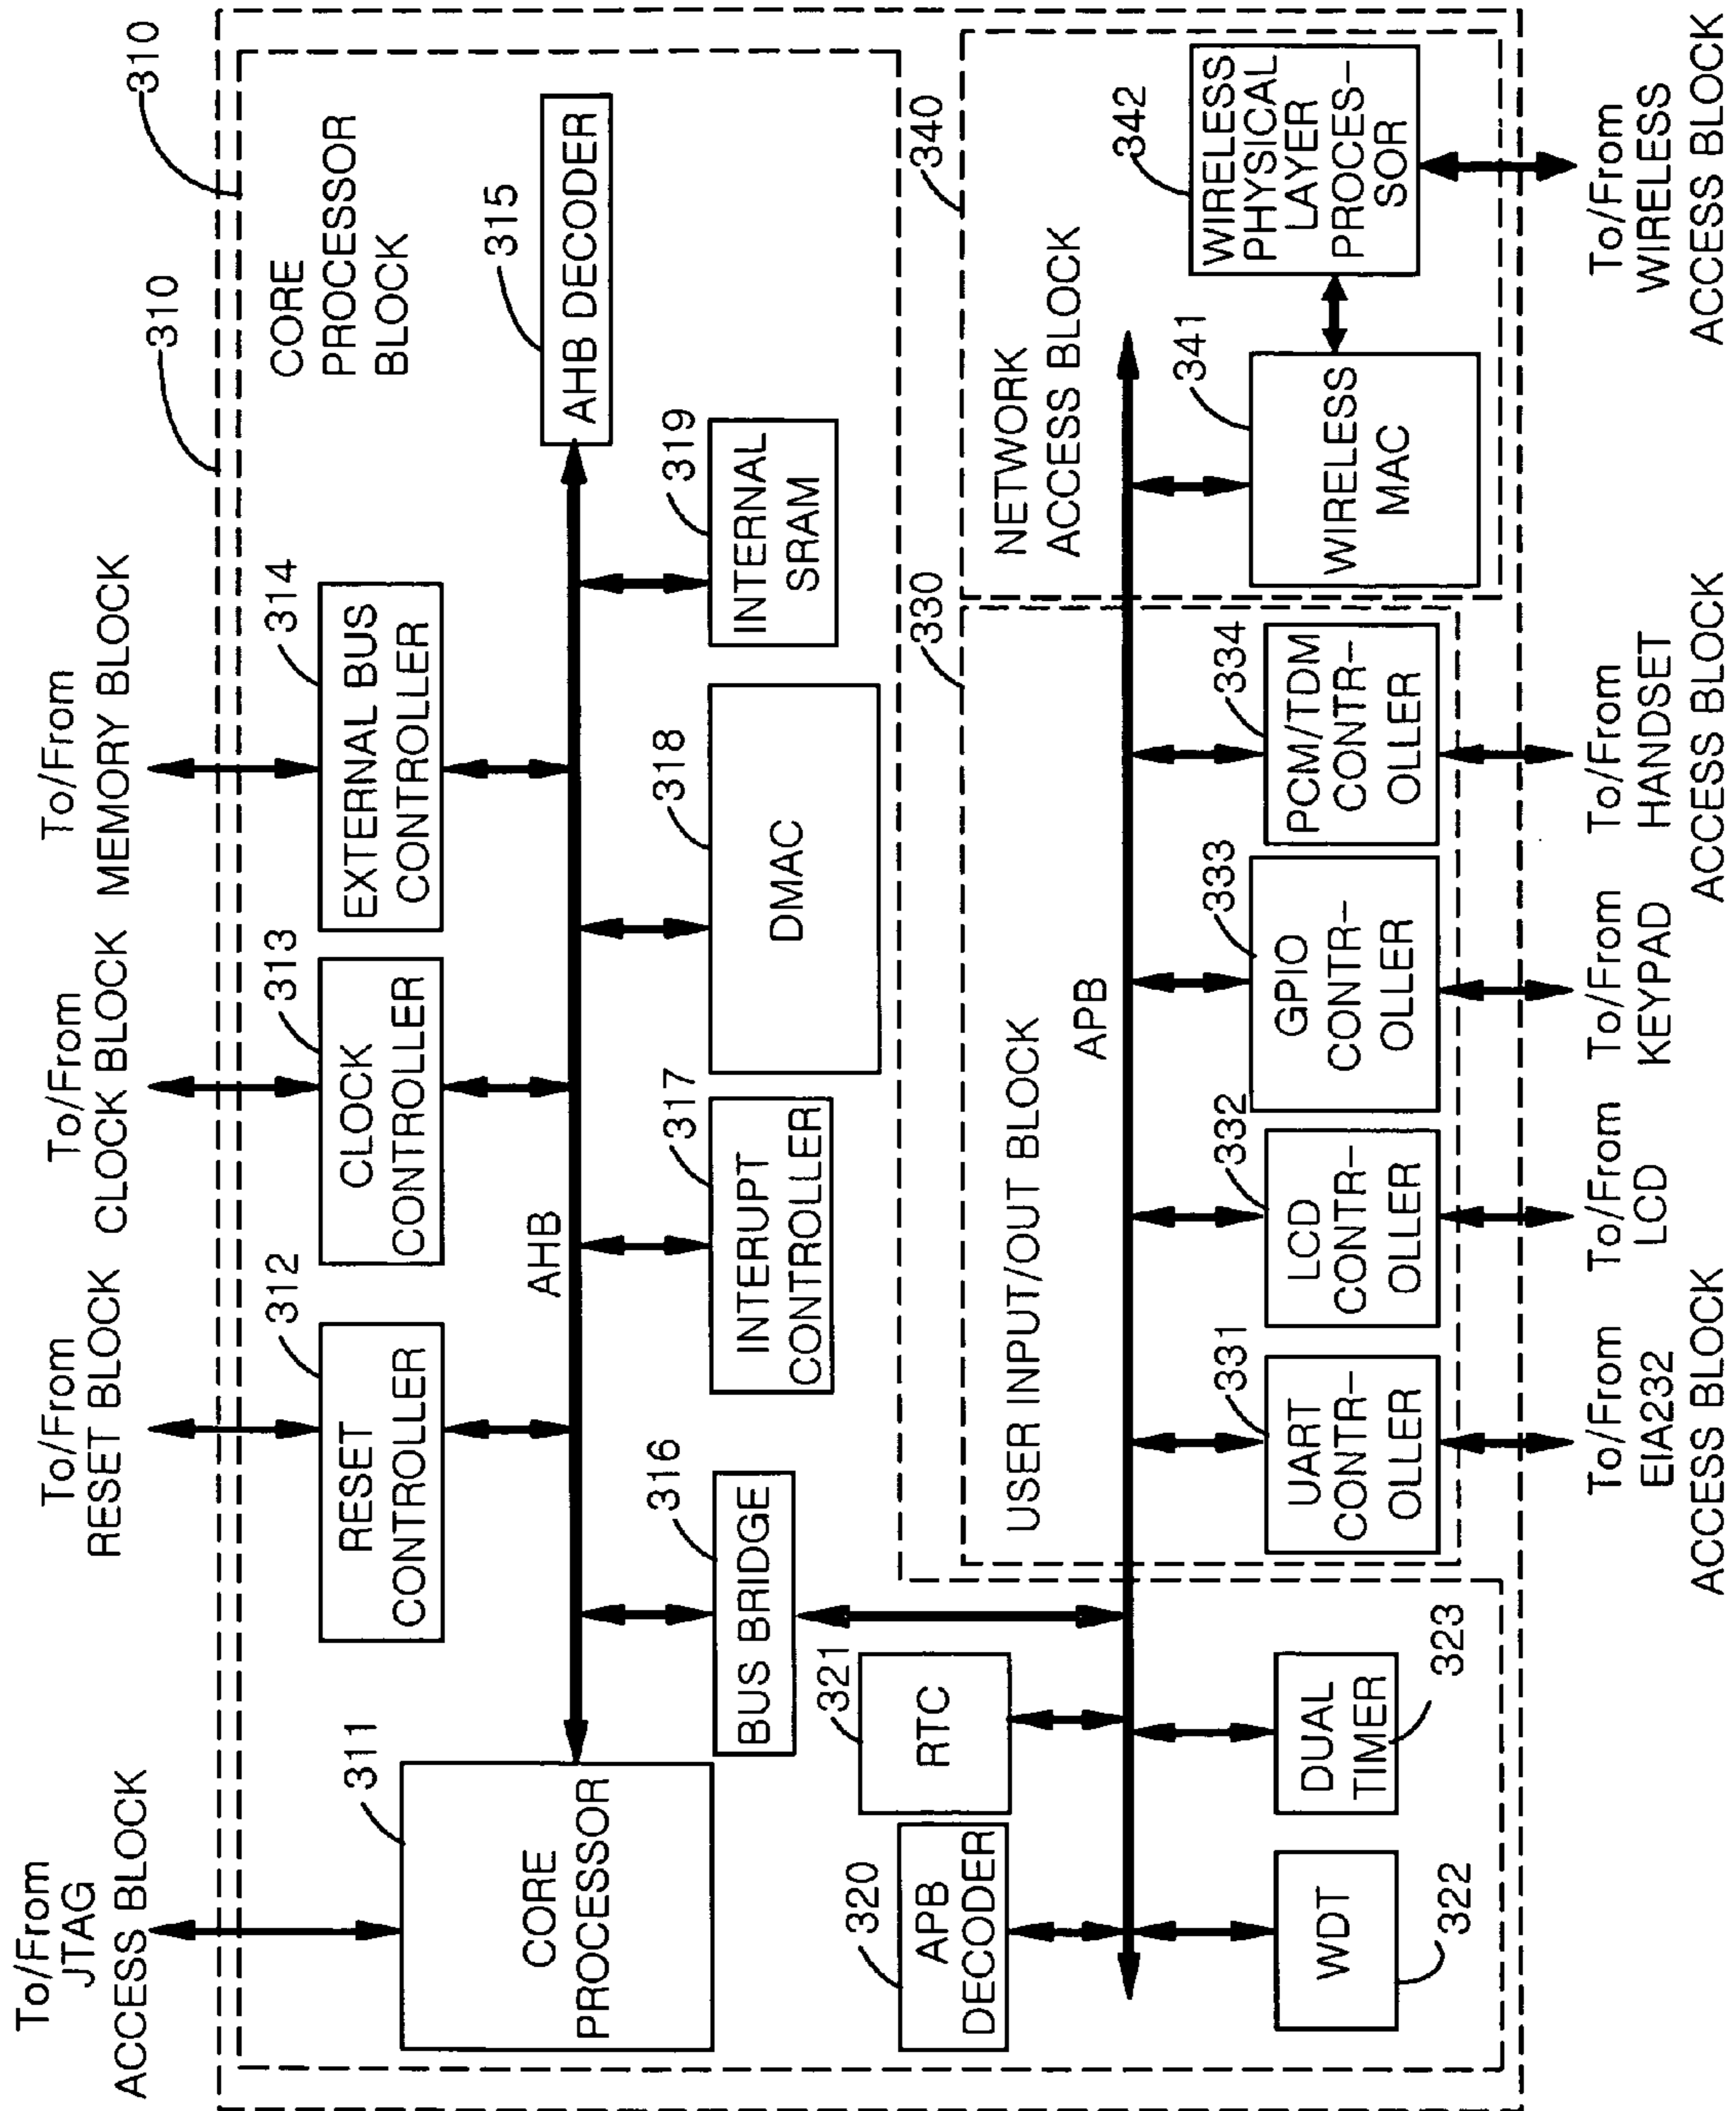 To/From
JTAG
ACCESS BLOCK
To/From
RESET BLOCK
To/From
CLOCK BLOCK
To/From
MEMORY BLOCK
310
310
311
CORE
PROCESSOR
312
RESET
CONTROLLER
313
CLOCK
CONTROLLER
314
EXTERNAL BUS
CONTROLLER
CORE
PROCESSOR
BLOCK
AHB
315
AHB DECODER
316
BUS BRIDGE
317
INTERUPT
CONTROLLER
318
DMAC
319
INTERNAL
SRAM
320
APB
DECODER
321
RTC
322
WDT
323
DUAL
TIMER
330
USER INPUT/OUT BLOCK
APB
331
UART
CONTR-
OLLER
332
LCD
CONTR-
OLLER
333
GPIO
CONTR-
OLLER
334
PCM/TDM
CONTR-
OLLER
340
NETWORK
ACCESS BLOCK
341
WIRELESS
MAC
342
WIRELESS
PHYSICAL
LAYER
PROCES-
SOR
To/From
EIA232
ACCESS BLOCK
To/From
LCD
To/From
KEYPAD
To/From
HANDSET
ACCESS BLOCK
To/From
WIRELESS
ACCESS BLOCK